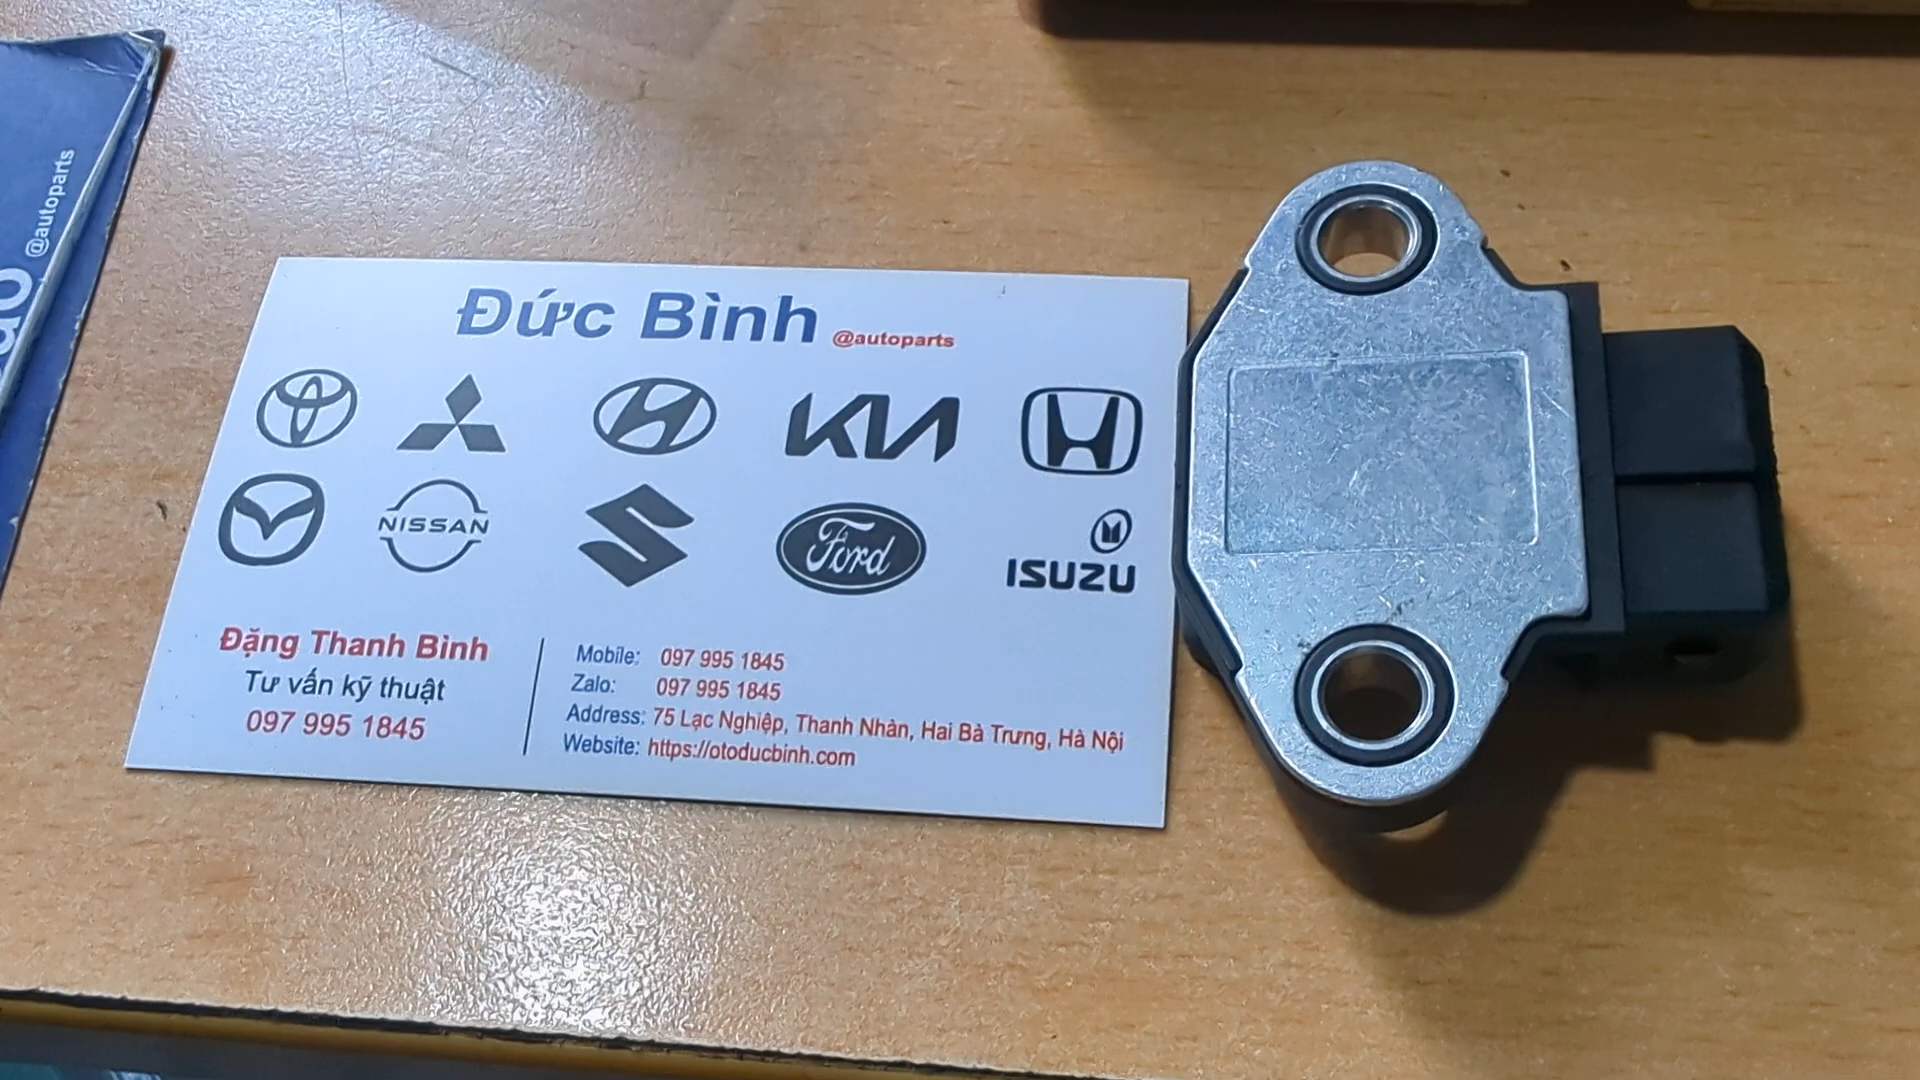 @autoparts
Đức Bình @autoparts
KIA
NISSAN
Ford
ISUZU
Đặng Thanh Bình
Tư vấn kỹ thuật
097 995 1845
Mobile: 097 995 1845
Zalo: 097 995 1845
Address: 75 Lạc Nghiệp, Thanh Nhàn, Hai Bà Trưng, Hà Nội
Website: https://otoducbinh.com